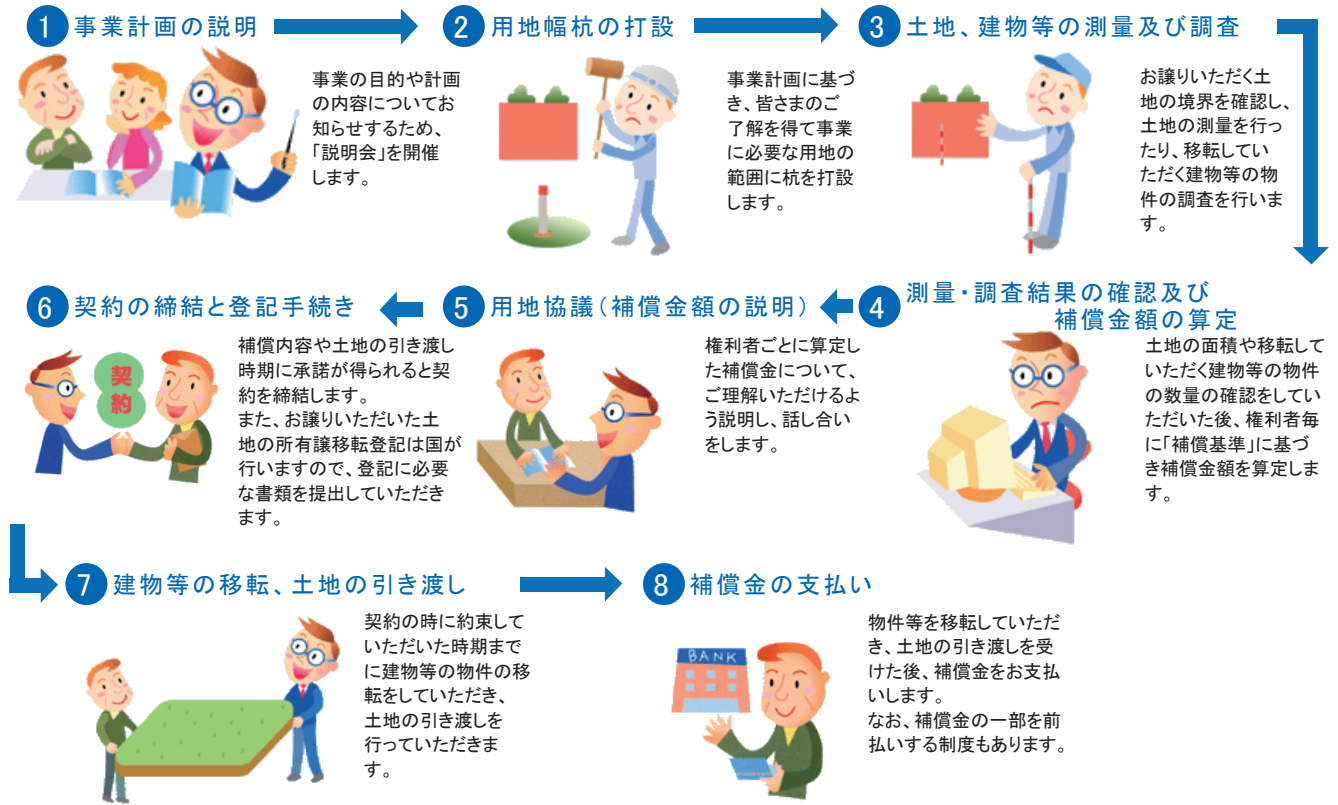 1 事業計画の説明
事業の目的や計画
の内容についてお
知らせするため、
「説明会」を開催
します。
2 用地幅杭の打設
事業計画に基づ
き、皆さまのご
了解を得て事業
に必要な用地の
範囲に杭を打設
します。
3 土地、建物等の測量及び調査
お譲りいただく土
地の境界を確認し、
土地の測量を行っ
たり、移転してい
ただく建物等の物
件の調査を行いま
す。
4 測量・調査結果の確認及び
補償金額の算定
土地の面積や移転して
いただく建物等の物件
の数量の確認をしてい
ただいた後、権利者毎
に「補償基準」に基づ
き補償金額を算定しま
す。
5 用地協議(補償金額の説明)
権利者ごとに算定し
た補償金について、
ご理解いただけるよ
う説明し、話し合い
をします。
6 契約の締結と登記手続き
契
約
補償内容や土地の引き渡し
時期に承諾が得られると契
約を締結します。
また、お譲りいただいた土
地の所有譲移転登記は国が
行いますので、登記に必要
な書類を提出していただき
ます。
7 建物等の移転、土地の引き渡し
契約の時に約束して
いただいた時期まで
に建物等の物件の移
転をしていただき、
土地の引き渡しを
行っていただきま
す。
8 補償金の支払い
BANK
物件等を移転していただ
き、土地の引き渡しを受
けた後、補償金をお支払
いします。
なお、補償金の一部を前
払いする制度もあります。